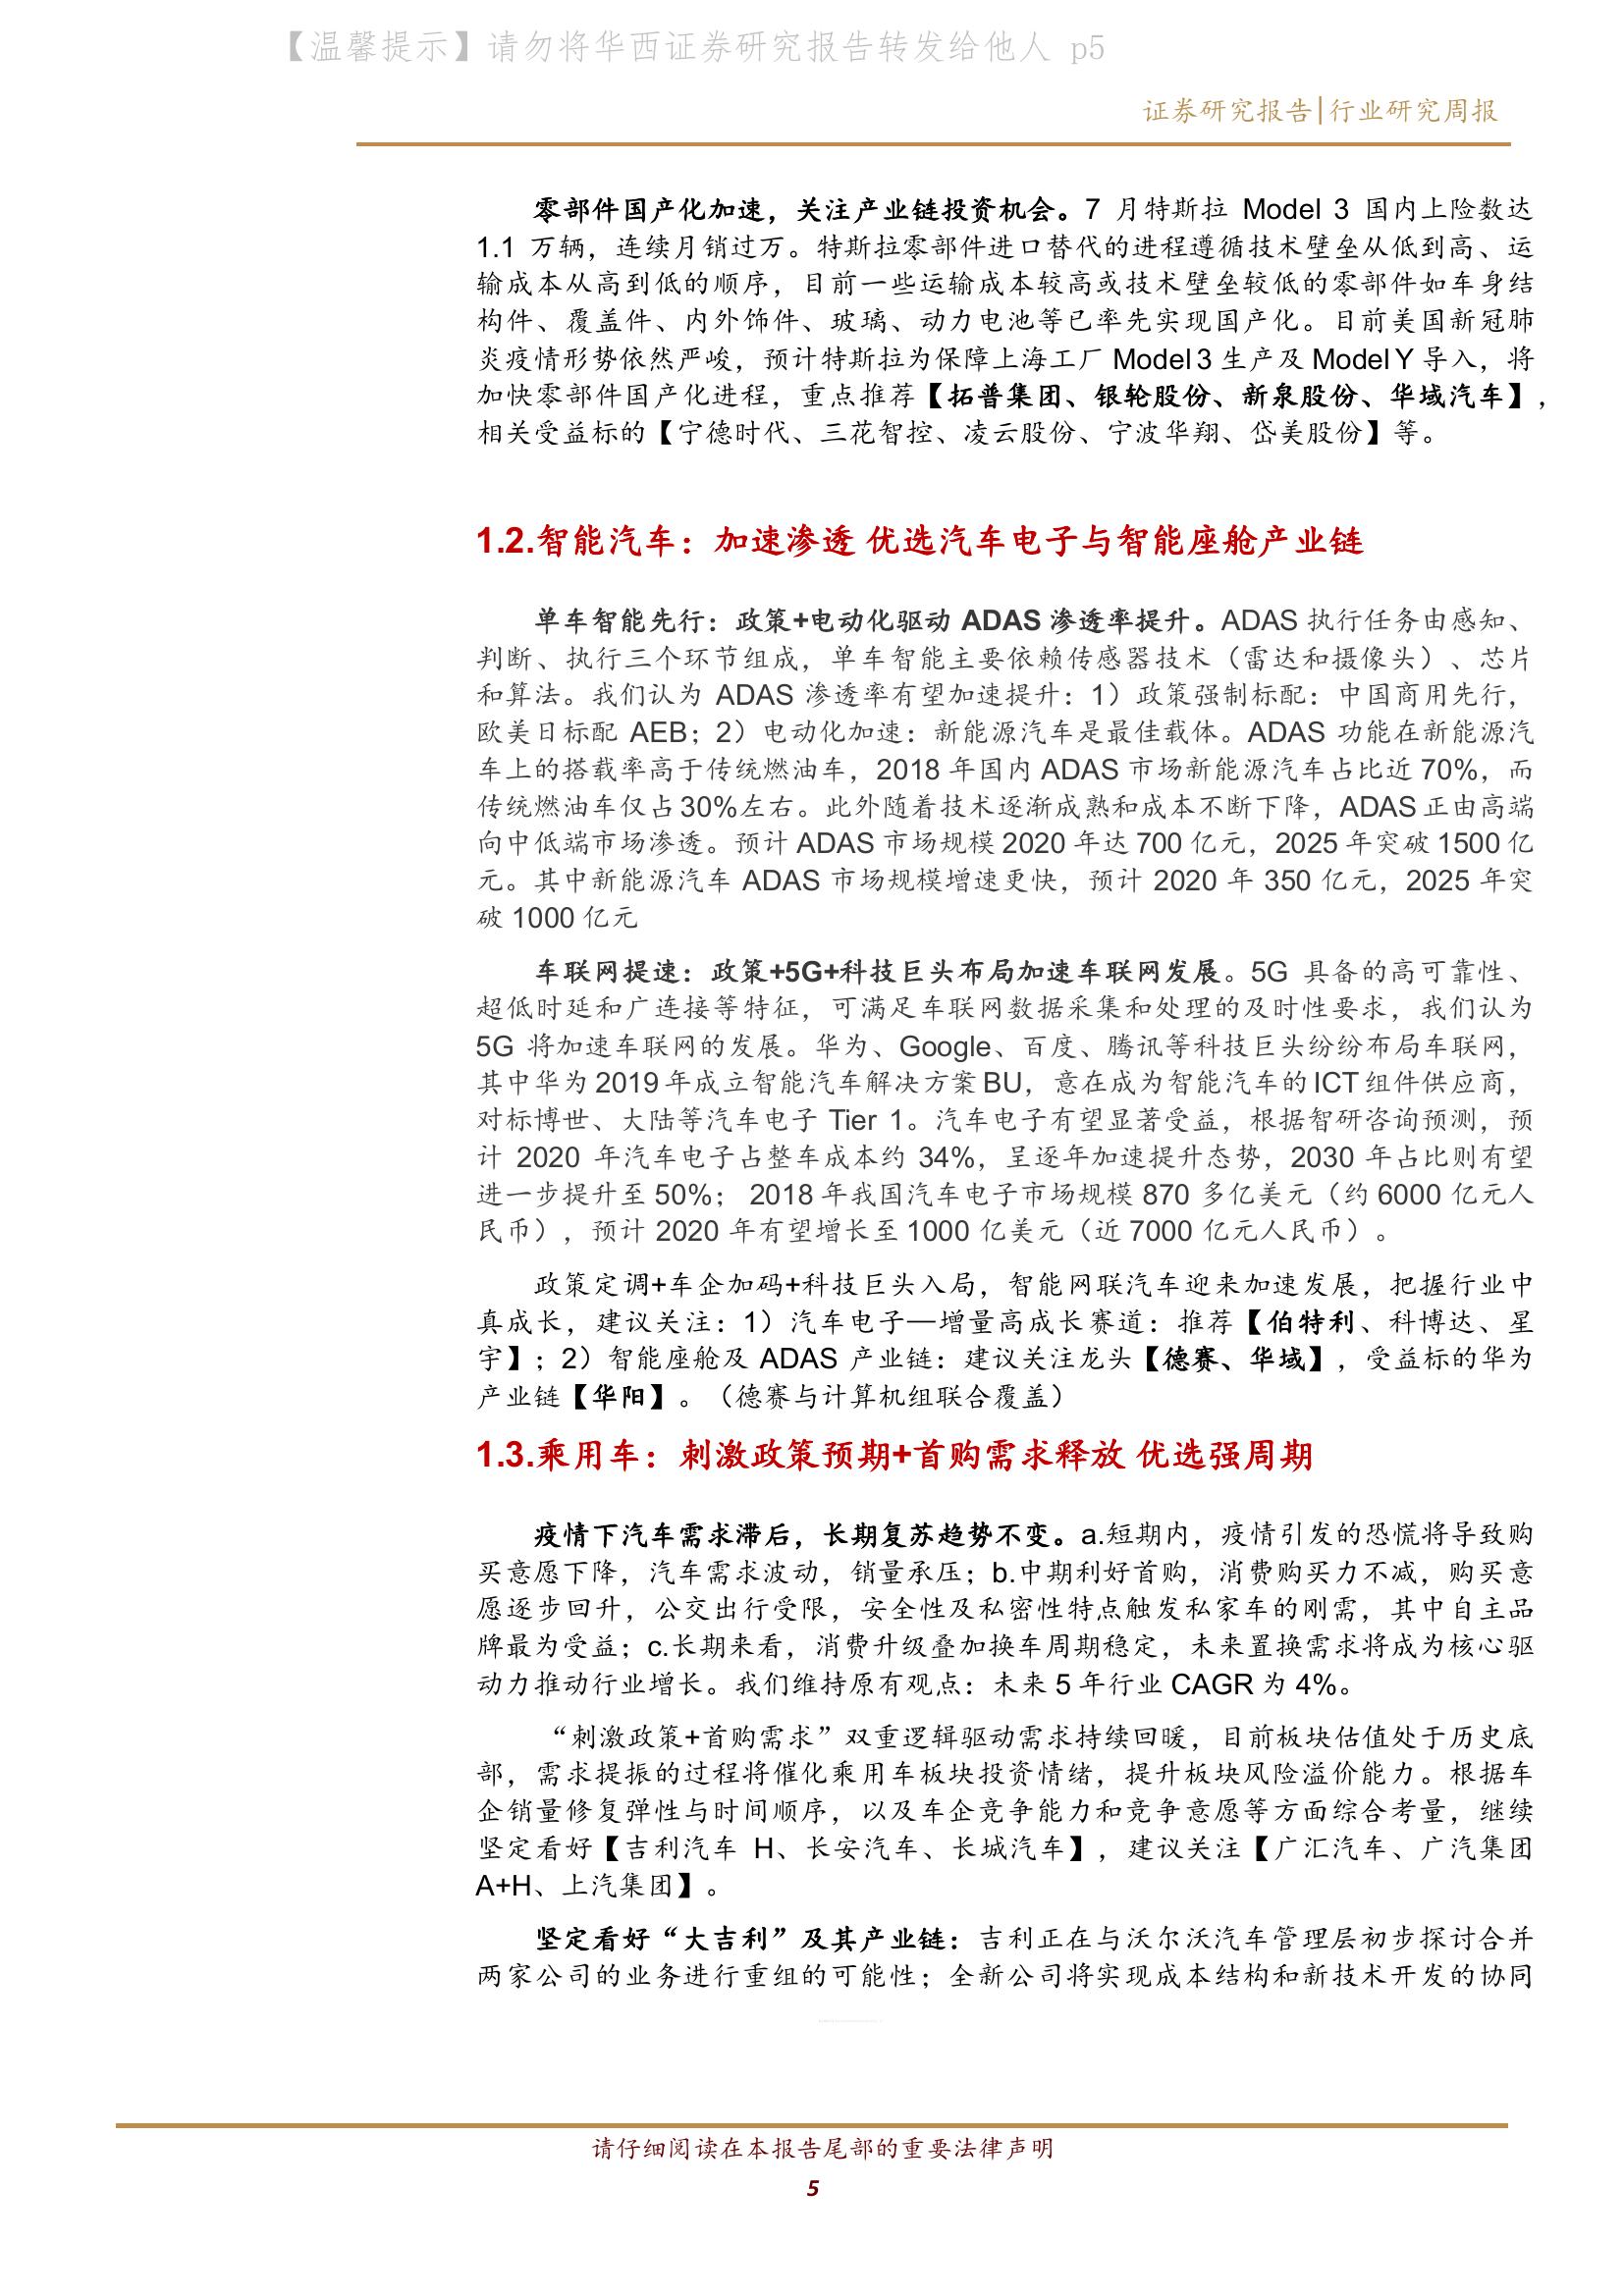 【温馨提示】请勿将华西证券研究报告转发给他人 p5
证券研究报告|行业研究周报
零部件国产化加速，关注产业链投资机会。7 月特斯拉 Model 3 国内上险数达
1.1 万辆，连续月销过万。特斯拉零部件进口替代的进程遵循技术壁垒从低到高、运
输成本从高到低的顺序，目前一些运输成本较高或技术壁垒较低的零部件如车身结
构件、覆盖件、内外饰件、玻璃、动力电池等已率先实现国产化。目前美国新冠肺
炎疫情形势依然严峻，预计特斯拉为保障上海工厂 Model 3 生产及 Model Y 导入，将
加快零部件国产化进程，重点推荐【拓普集团、银轮股份、新泉股份、华域汽车】，
相关受益标的【宁德时代、三花智控、凌云股份、宁波华翔、岱美股份】等。
1.2.智能汽车：加速渗透 优选汽车电子与智能座舱产业链
单车智能先行：政策+电动化驱动 ADAS 渗透率提升。ADAS 执行任务由感知、
判断、执行三个环节组成，单车智能主要依赖传感器技术（雷达和摄像头）、芯片
和算法。我们认为 ADAS 渗透率有望加速提升：1）政策强制标配：中国商用先行，
欧美日标配 AEB；2）电动化加速：新能源汽车是最佳载体。ADAS 功能在新能源汽
车上的搭载率高于传统燃油车，2018 年国内 ADAS 市场新能源汽车占比近 70%，而
传统燃油车仅占 30%左右。此外随着技术逐渐成熟和成本不断下降，ADAS 正由高端
向中低端市场渗透。预计 ADAS 市场规模 2020 年达 700 亿元，2025 年突破 1500 亿
元。其中新能源汽车 ADAS 市场规模增速更快，预计 2020 年 350 亿元，2025 年突
破 1000 亿元
车联网提速：政策+5G+科技巨头布局加速车联网发展。5G 具备的高可靠性、
超低时延和广连接等特征，可满足车联网数据采集和处理的及时性要求，我们认为
5G 将加速车联网的发展。华为、Google、百度、腾讯等科技巨头纷纷布局车联网，
其中华为 2019 年成立智能汽车解决方案 BU，意在成为智能汽车的 ICT 组件供应商，
对标博世、大陆等汽车电子 Tier 1。汽车电子有望显著受益，根据智研咨询预测，预
计 2020 年汽车电子占整车成本约 34%，呈逐年加速提升态势，2030 年占比则有望
进一步提升至 50%； 2018 年我国汽车电子市场规模 870 多亿美元（约 6000 亿元人
民币），预计 2020 年有望增长至 1000 亿美元（近 7000 亿元人民币）。
政策定调+车企加码+科技巨头入局，智能网联汽车迎来加速发展，把握行业中
真成长，建议关注：1）汽车电子—增量高成长赛道：推荐【伯特利、科博达、星
宇】；2）智能座舱及 ADAS 产业链：建议关注龙头【德赛、华域】，受益标的华为
产业链【华阳】。（德赛与计算机组联合覆盖）
1.3.乘用车：刺激政策预期+首购需求释放 优选强周期
疫情下汽车需求滞后，长期复苏趋势不变。a.短期内，疫情引发的恐慌将导致购
买意愿下降，汽车需求波动，销量承压；b.中期利好首购，消费购买力不减，购买意
愿逐步回升，公交出行受限，安全性及私密性特点触发私家车的刚需，其中自主品
牌最为受益；c.长期来看，消费升级叠加换车周期稳定，未来置换需求将成为核心驱
动力推动行业增长。我们维持原有观点：未来 5 年行业 CAGR 为 4%。
“刺激政策+首购需求”双重逻辑驱动需求持续回暖，目前板块估值处于历史底
部，需求提振的过程将催化乘用车板块投资情绪，提升板块风险溢价能力。根据车
企销量修复弹性与时间顺序，以及车企竞争能力和竞争意愿等方面综合考量，继续
坚定看好【吉利汽车 H、长安汽车、长城汽车】，建议关注【广汇汽车、广汽集团
A+H、上汽集团】。
坚定看好“大吉利”及其产业链：吉利正在与沃尔沃汽车管理层初步探讨合并
两家公司的业务进行重组的可能性；全新公司将实现成本结构和新技术开发的协同
请仔细阅读在本报告尾部的重要法律声明
5